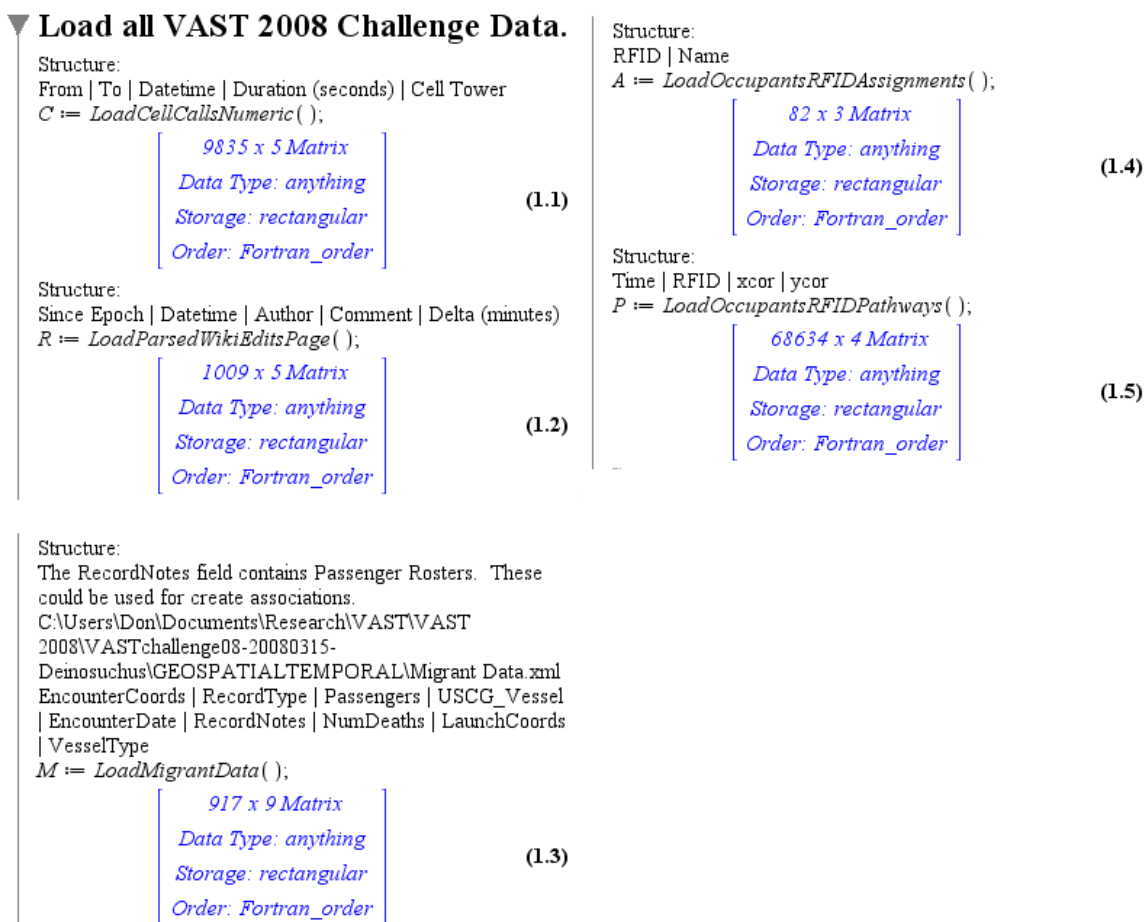 Load all VAST 2008 Challenge Data.
Structure:
From | To | Datetime | Duration (seconds) | Cell Tower
C := LoadCellCallsNumeric( );
9835 x 5 Matrix
Data Type: anything
Storage: rectangular
Order: Fortran_order
(1.1)
Structure:
Since Epoch | Datetime | Author | Comment | Delta (minutes)
R := LoadParsedWikiEditsPage( );
1009 x 5 Matrix
Data Type: anything
Storage: rectangular
Order: Fortran_order
(1.2)
Structure:
The RecordNotes field contains Passenger Rosters.  These
could be used for create associations.
C:\Users\Don\Documents\Research\VAST\VAST
2008\VASTchallenge08-20080315-
Deinosuchus\GEOSPATIALTEMPORAL\Migrant Data.xml
EncounterCoords | RecordType | Passengers | USCG_Vessel
| EncounterDate | RecordNotes | NumDeaths | LaunchCoords
| VesselType
M := LoadMigrantData( );
917 x 9 Matrix
Data Type: anything
Storage: rectangular
Order: Fortran_order
(1.3)
Structure:
RFID | Name
A := LoadOccupantsRFIDAssignments( );
82 x 3 Matrix
Data Type: anything
Storage: rectangular
Order: Fortran_order
(1.4)
Structure:
Time | RFID | xcor | ycor
P := LoadOccupantsRFIDPathways( );
68634 x 4 Matrix
Data Type: anything
Storage: rectangular
Order: Fortran_order
(1.5)